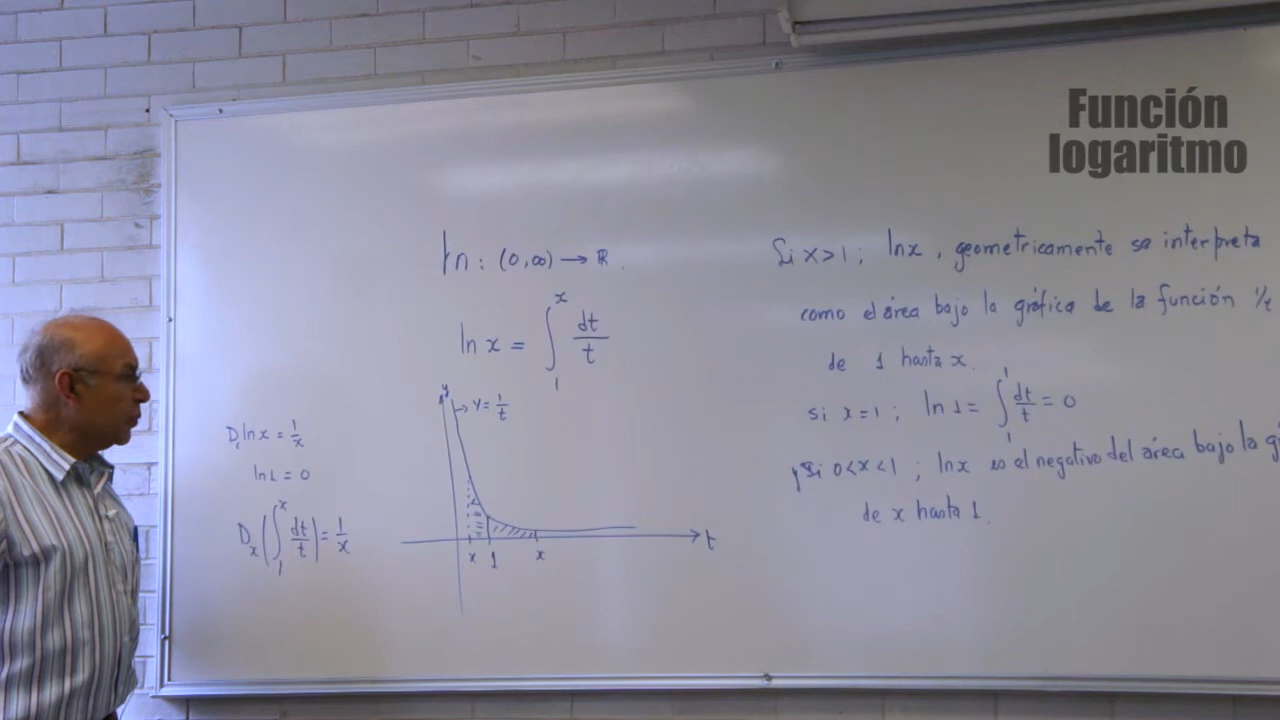 Función
logaritmo
ln : (0,∞) → ℝ.
ln x = ∫₁ˣ dt/t
y
→ y = 1/t
x 1 x t
Dₓ ln x = 1/x
ln 1 = 0
Dₓ(∫₁ˣ dt/t) = 1/x
Si x > 1 ; ln x , geometricamente se interpreta
como el área bajo la gráfica de la función 1/t
de 1 hasta x.
si x = 1 ; ln 1 = ∫₁¹ dt/t = 0
y si 0 < x < 1 ; ln x es el negativo del área bajo la
de x hasta 1.